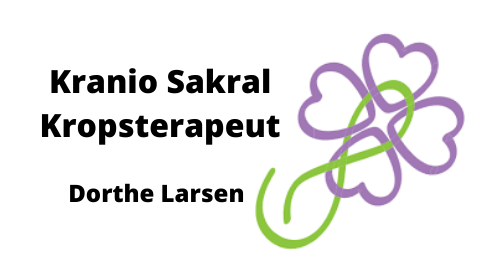 Kranio Sakral
Kropsterapeut
Dorthe Larsen